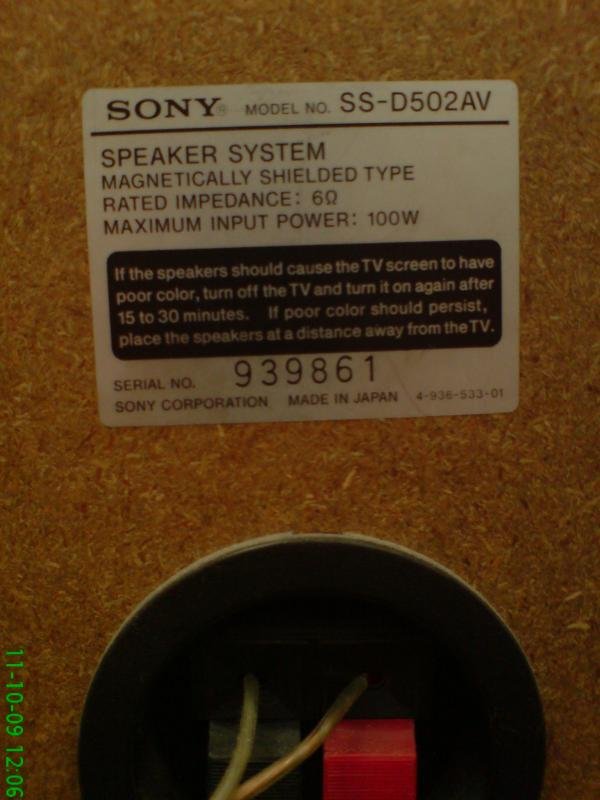 SONY® MODEL NO. SS-D502AV
SPEAKER SYSTEM
MAGNETICALLY SHIELDED TYPE
RATED IMPEDANCE: 6Ω
MAXIMUM INPUT POWER: 100W
If the speakers should cause the TV screen to have
poor color, turn off the TV and turn it on again after
15 to 30 minutes. If poor color should persist,
place the speakers at a distance away from the TV.
SERIAL NO. 939861
SONY CORPORATION MADE IN JAPAN 4-936-533-01
11-10-09 12:06